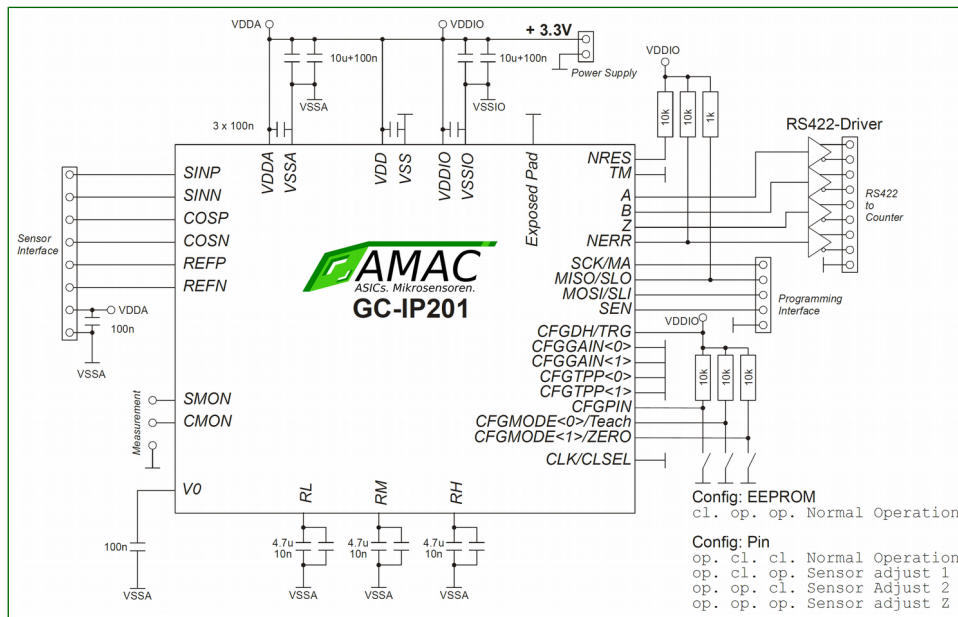 VDDA
VDDIO
+ 3.3V
10u+100n
10u+100n
Power Supply
VSSA
VSSIO
3 x 100n
VDDIO
10k
10k
1k
RS422-Driver
VDDA
VSSA
VDD
VSS
VDDIO
VSSIO
Exposed Pad
NRES
TM
A
B
Z
NERR
RS422
to
Counter
SINP
SINN
COSP
COSN
REFP
REFN
Sensor
Interface
VDDA
100n
VSSA
AMAC
ASICs. Mikrosensoren.
GC-IP201
SCK/MA
MISO/SLO
MOSI/SLI
SEN
Programming
Interface
VDDIO
CFGDH/TRG
CFGGAIN<0>
CFGGAIN<1>
CFGTPP<0>
CFGTPP<1>
CFGPIN
CFGMODE<0>/Teach
CFGMODE<1>/ZERO
CLK/CLSEL
10k
10k
10k
SMON
CMON
Measurement
V0
100n
VSSA
RL
RM
RH
4.7u
10n
4.7u
10n
4.7u
10n
VSSA
VSSA
VSSA
Config: EEPROM
cl. op. op. Normal Operation
Config: Pin
op. cl. cl. Normal Operation
op. cl. op. Sensor adjust 1
op. op. cl. Sensor Adjust 2
op. op. op. Sensor adjust Z